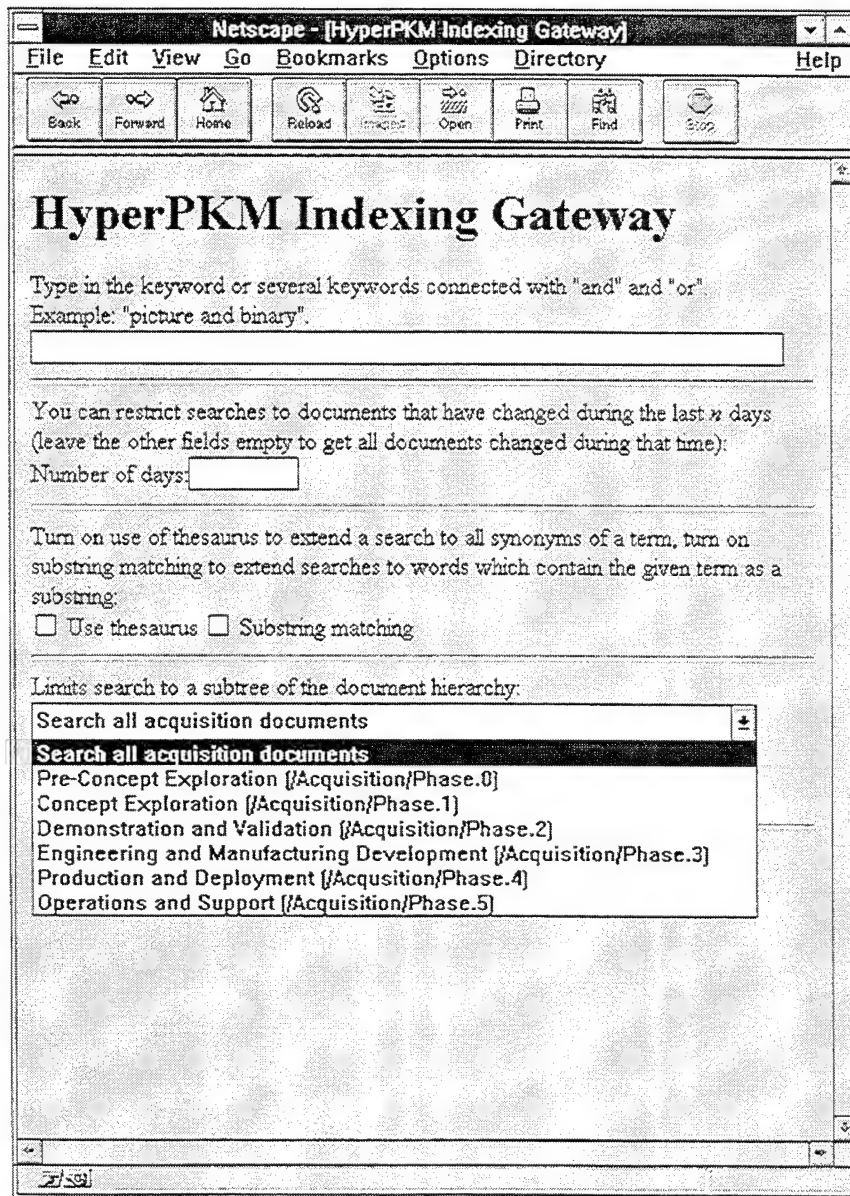 Netscape - [HyperPKM Indexing Gateway]
File Edit View Go Bookmarks Options Directory Help
Back Forward Home Reload Images Open Print Find Stop
HyperPKM Indexing Gateway
Type in the keyword or several keywords connected with "and" and "or".
Example: "picture and binary".
You can restrict searches to documents that have changed during the last n days
(leave the other fields empty to get all documents changed during that time):
Number of days:
Turn on use of thesaurus to extend a search to all synonyms of a term, turn on
substring matching to extend searches to words which contain the given term as a
substring:
Use thesaurus Substring matching
Limits search to a subtree of the document hierarchy:
Search all acquisition documents
Search all acquisition documents
Pre-Concept Exploration [/Acquisition/Phase.0]
Concept Exploration [/Acquisition/Phase.1]
Demonstration and Validation [/Acquisition/Phase.2]
Engineering and Manufacturing Development [/Acquisition/Phase.3]
Production and Deployment [/Acqusition/Phase.4]
Operations and Support [/Acquisition/Phase.5]